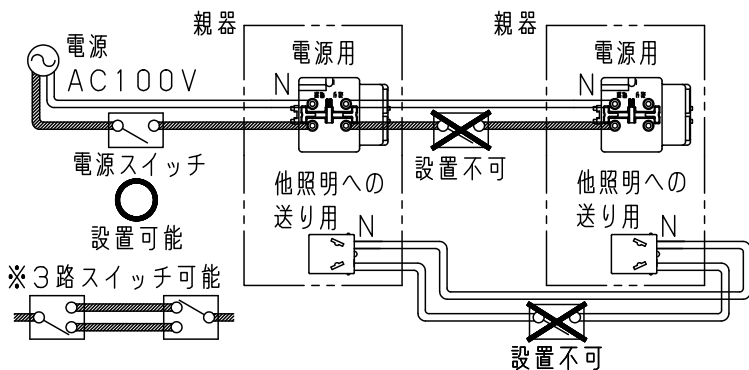 親器
親器
電源
AC100V
電源用
N
電源用
N
電源スイッチ
設置可能
設置不可
他照明への
送り用
N
他照明への
送り用
N
※3路スイッチ可能
設置不可